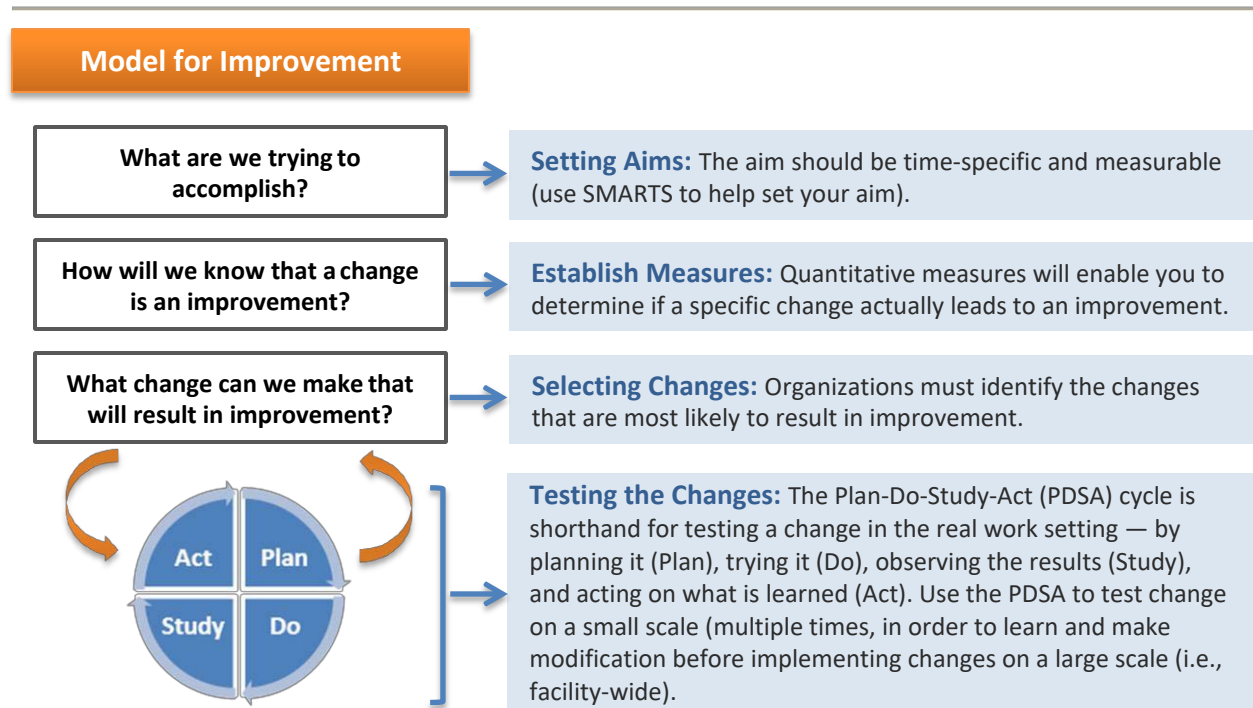 Model for Improvement
What are we trying to
accomplish?
Setting Aims: The aim should be time-specific and measurable
(use SMARTS to help set your aim).
How will we know that a change
is an improvement?
Establish Measures: Quantitative measures will enable you to
determine if a specific change actually leads to an improvement.
What change can we make that
will result in improvement?
Selecting Changes: Organizations must identify the changes
that are most likely to result in improvement.
Act
Plan
Study
Do
Testing the Changes: The Plan-Do-Study-Act (PDSA) cycle is
shorthand for testing a change in the real work setting — by
planning it (Plan), trying it (Do), observing the results (Study),
and acting on what is learned (Act). Use the PDSA to test change
on a small scale (multiple times, in order to learn and make
modification before implementing changes on a large scale (i.e.,
facility-wide).